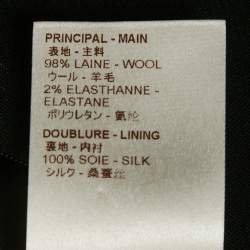 PRINCIPAL - MAIN
表地 - 主料
98% LAINE - WOOL
ウール - 羊毛
2% ELASTHANNE -
ELASTANE
ポリウレタン - 氨纶
DOUBLURE - LINING
裏地 - 内衬
100% SOIE - SILK
シルク - 桑蚕丝